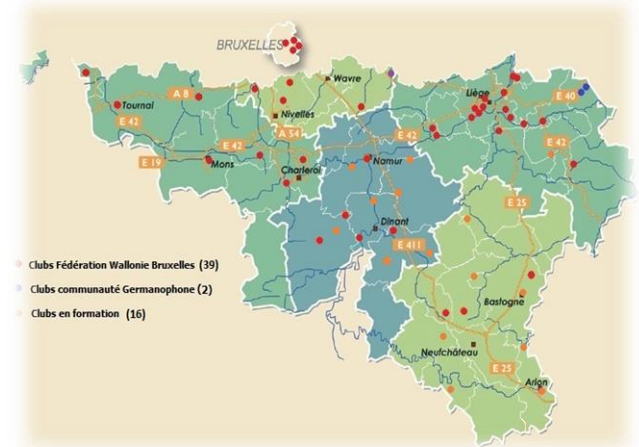 BRUXELLES
Wavre
A 8
Tournai
Nivelles
Liège
E 40
E 42
A 54
E 42
E 42
E 42
E 19
Mons
Charleroi
Namur
Dinant
E 25
E 411
Clubs Fédération Wallonie Bruxelles (39)
Clubs communauté Germanophone (2)
Clubs en formation (16)
Bastogne
Neufchâteau
E 25
Arlon